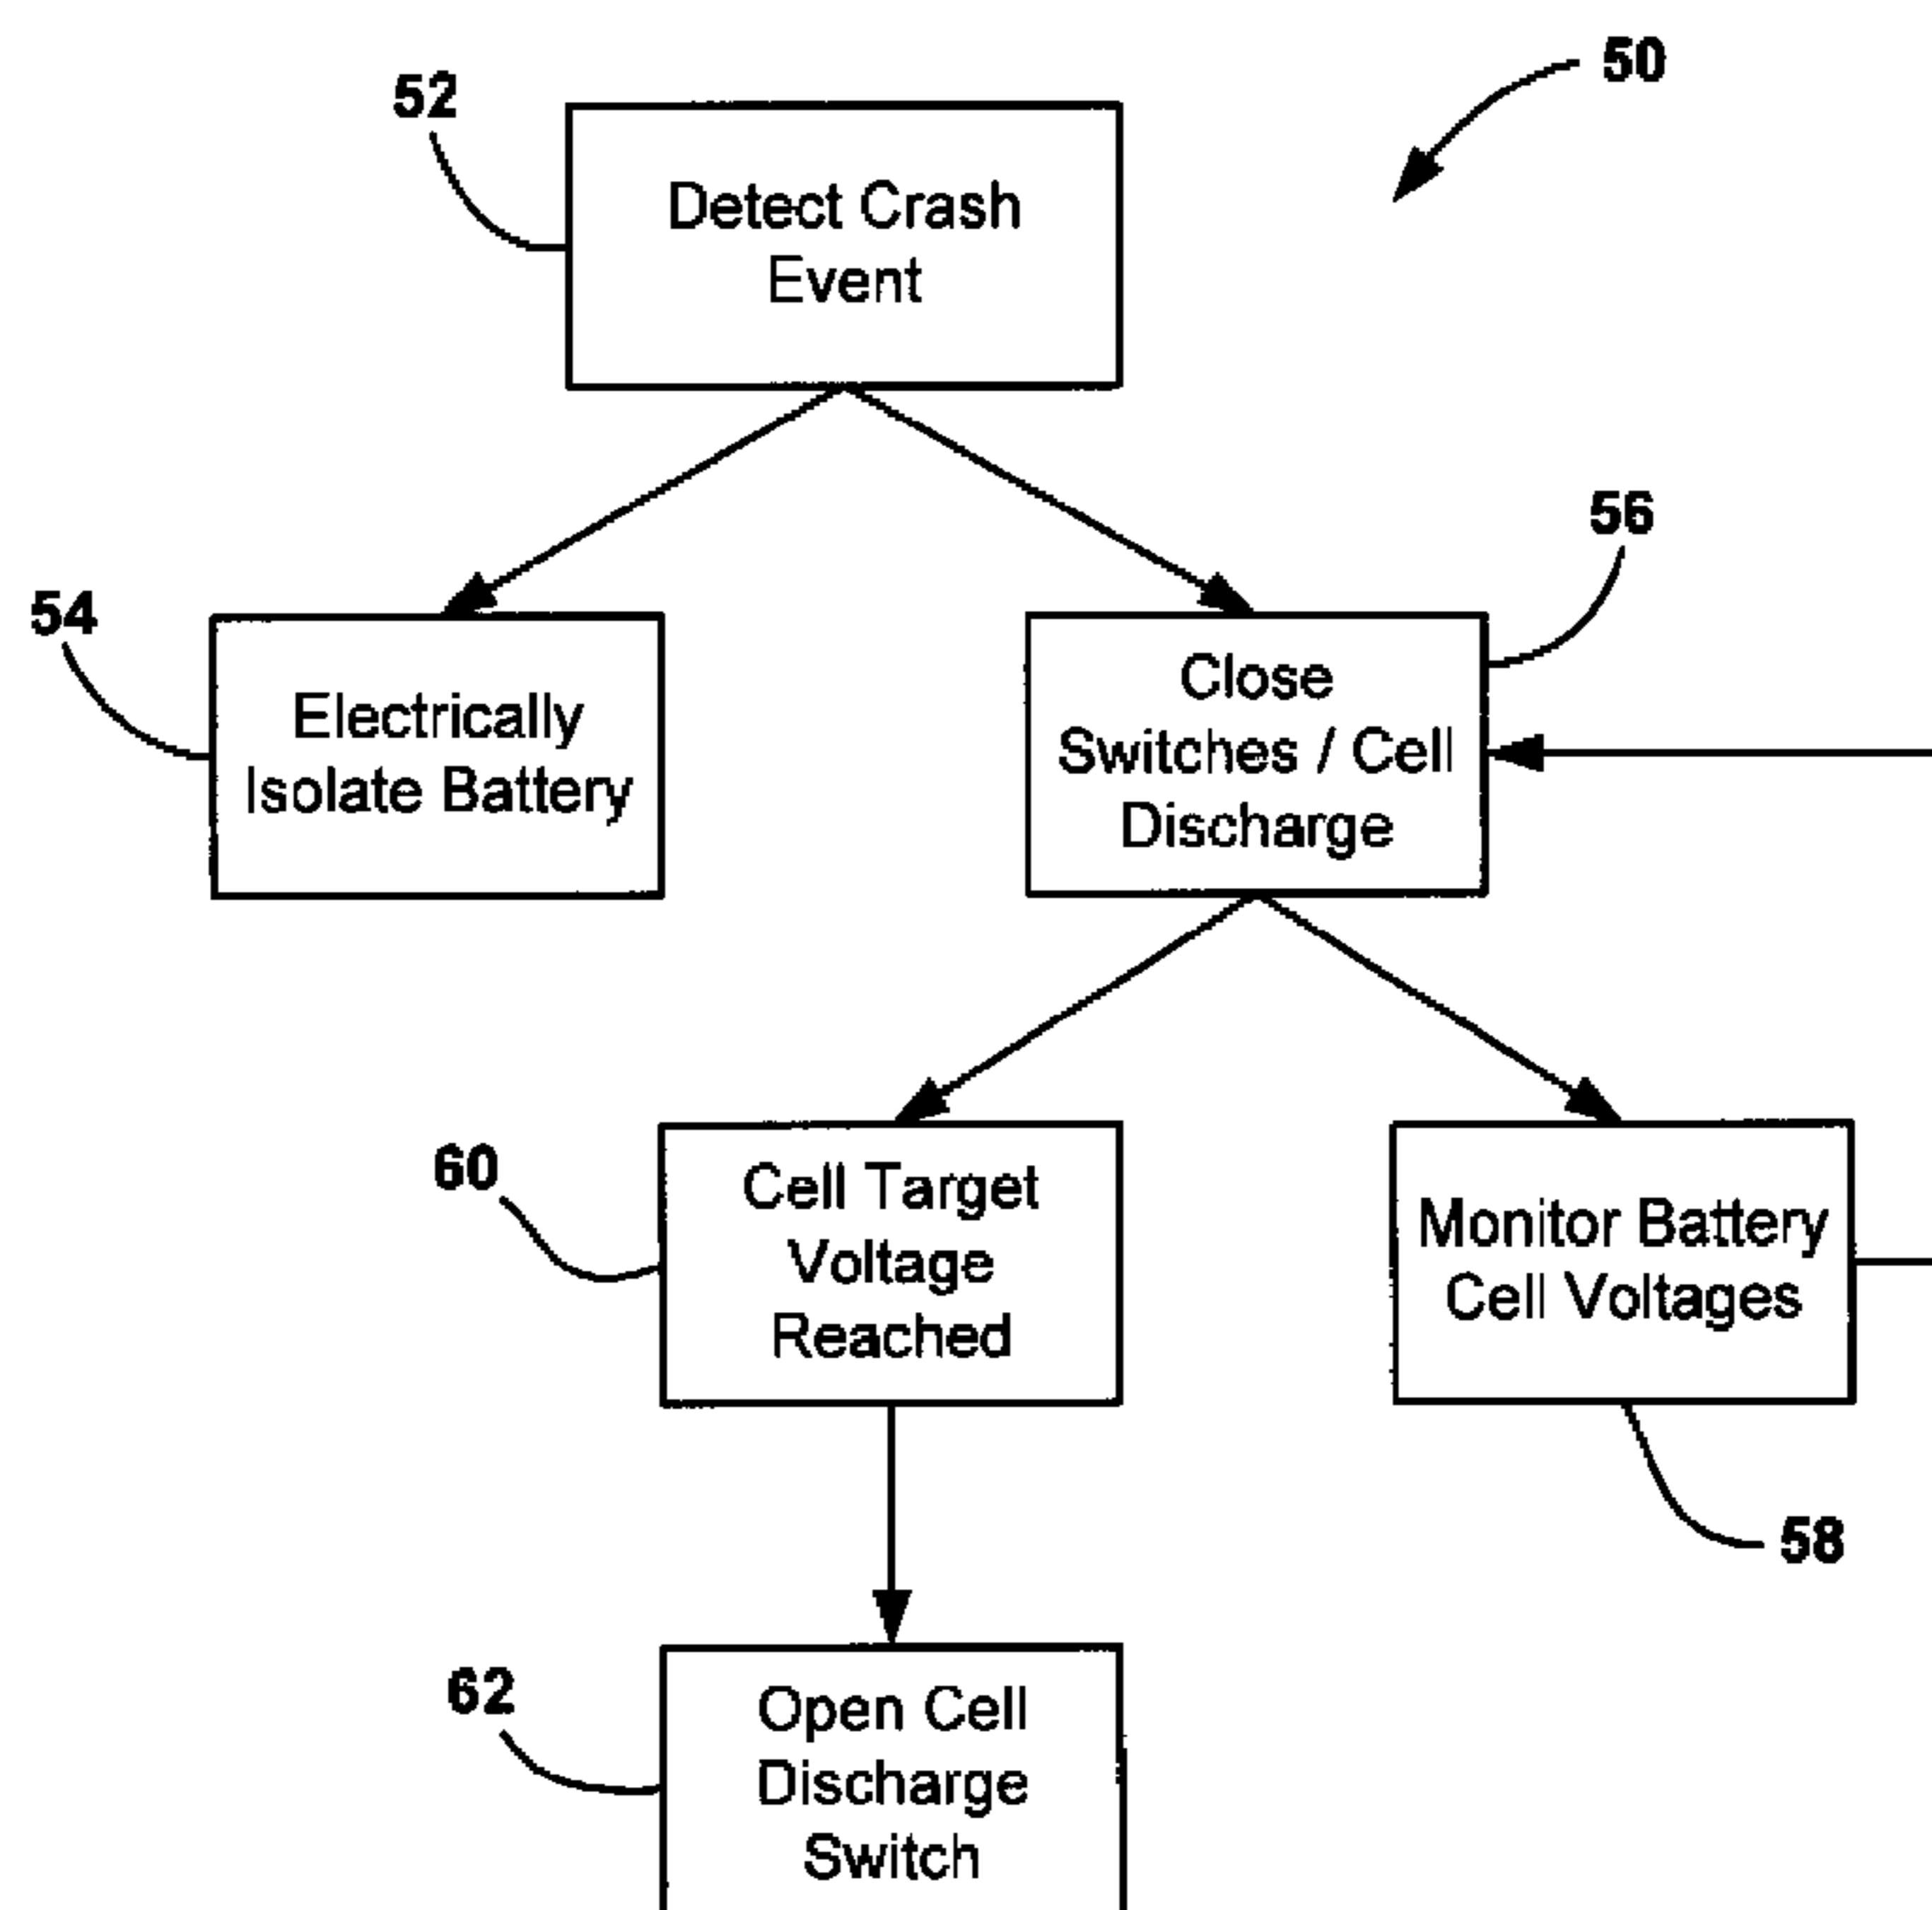 50
52
Detect Crash
Event
56
54
Electrically
Isolate Battery
Close
Switches / Cell
Discharge
60
Cell Target
Voltage
Reached
Monitor Battery
Cell Voltages
58
62
Open Cell
Discharge
Switch